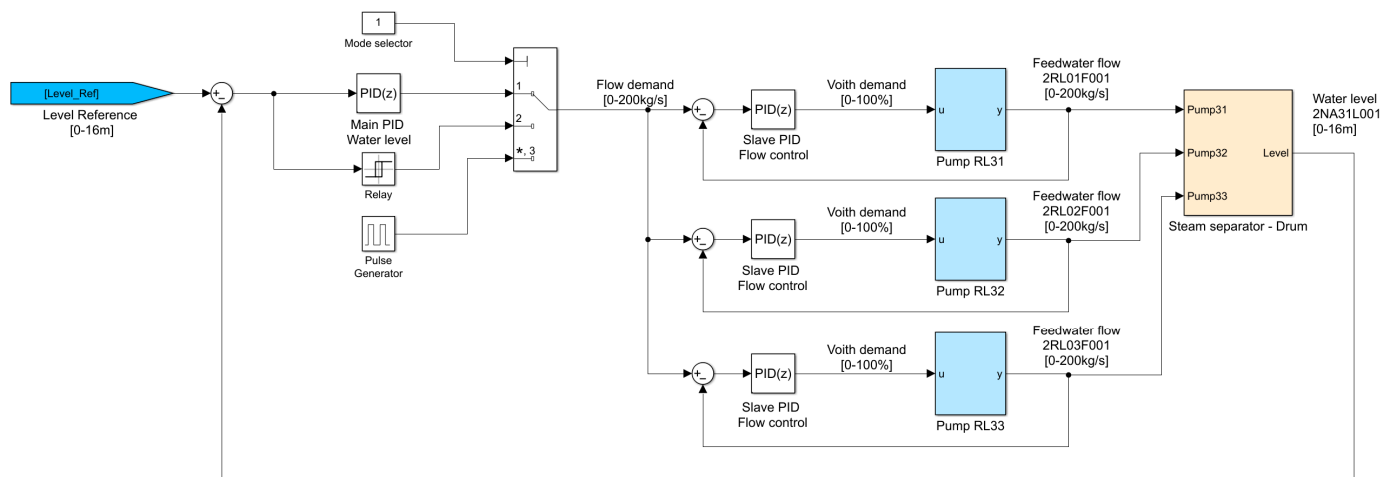 1
Mode selector
[Level_Ref]
Level Reference
[0-16m]
+
_
PID(z)
Main PID
Water level
Relay
Pulse
Generator
1
2
*, 3
Flow demand
[0-200kg/s]
+
_
PID(z)
Slave PID
Flow control
Voith demand
[0-100%]
u
y
Pump RL31
Feedwater flow
2RL01F001
[0-200kg/s]
+
_
PID(z)
Slave PID
Flow control
Voith demand
[0-100%]
u
y
Pump RL32
Feedwater flow
2RL02F001
[0-200kg/s]
+
_
PID(z)
Slave PID
Flow control
Voith demand
[0-100%]
u
y
Pump RL33
Feedwater flow
2RL03F001
[0-200kg/s]
Pump31
Pump32
Pump33
Level
Steam separator - Drum
Water level
2NA31L001
[0-16m]